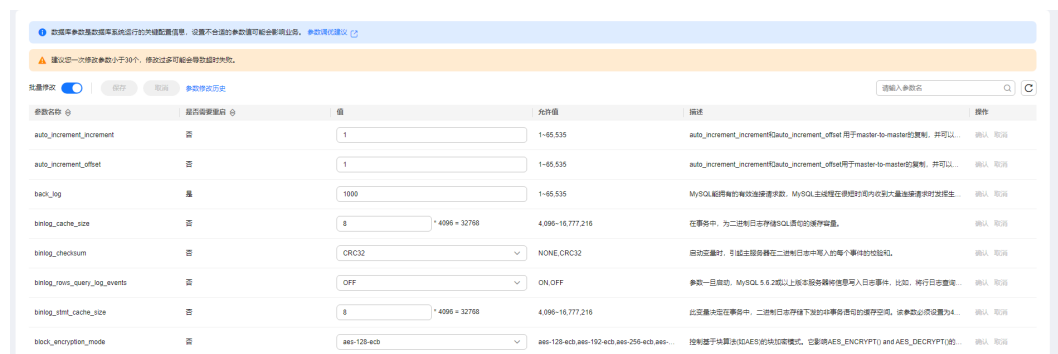 数据库参数是数据库系统运行的关键配置信息，设置不合适的参数值可能会影响业务。 参数调优建议
建议您一次修改参数小于30个，修改过多可能会导致超时失败。
批量修改 保存 取消 参数修改历史 请输入参数名
参数名称 是否需要重启 值 允许值 描述 操作
auto_increment_increment 否 1 1~65,535 auto_increment_increment和auto_increment_offset 用于master-to-master的复制，并可以... 确认 取消
auto_increment_offset 否 1 1~65,535 auto_increment_increment和auto_increment_offset用于master-to-master的复制，并可以... 确认 取消
back_log 是 1000 1~65,535 MySQL能拥有的有效连接请求数，MySQL主线程在很短时间内收到大量连接请求时发挥主... 确认 取消
binlog_cache_size 否 8 * 4096 = 32768 4,096~16,777,216 在事务中，为二进制日志存储SQL语句的缓存容量。 确认 取消
binlog_checksum 否 CRC32 NONE,CRC32 启动变量时，引起主服务器在二进制日志中写入的每个事件的校验和。 确认 取消
binlog_rows_query_log_events 否 OFF ON,OFF 参数一旦启动，MySQL 5.6.2或以上版本服务器将信息写入日志事件，比如，将行日志查询... 确认 取消
binlog_stmt_cache_size 否 8 * 4096 = 32768 4,096~16,777,216 此变量决定在事务中，二进制日志存储下发的非事务语句的缓存空间。该参数必须设置为4... 确认 取消
block_encryption_mode 否 aes-128-ecb aes-128-ecb,aes-192-ecb,aes-256-ecb,aes-... 控制基于块算法(如AES)的块加密模式。它影响AES_ENCRYPT() and AES_DECRYPT()的... 确认 取消